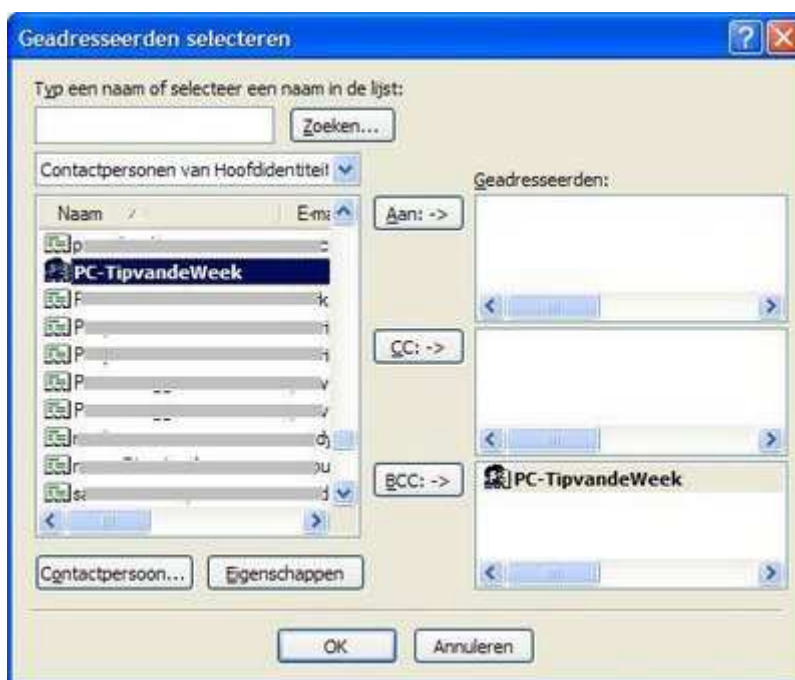 Geadresseerden selecteren
Typ een naam of selecteer een naam in de lijst:
Zoeken...
Contactpersonen van Hoofdidentiteit
Geadresseerden:
Naam E-ma
Aan: ->
PC-TipvandeWeek
P
P
CC: ->
P
P
BCC: ->
PC-TipvandeWeek
sa
Contactpersoon... Eigenschappen
OK Annuleren